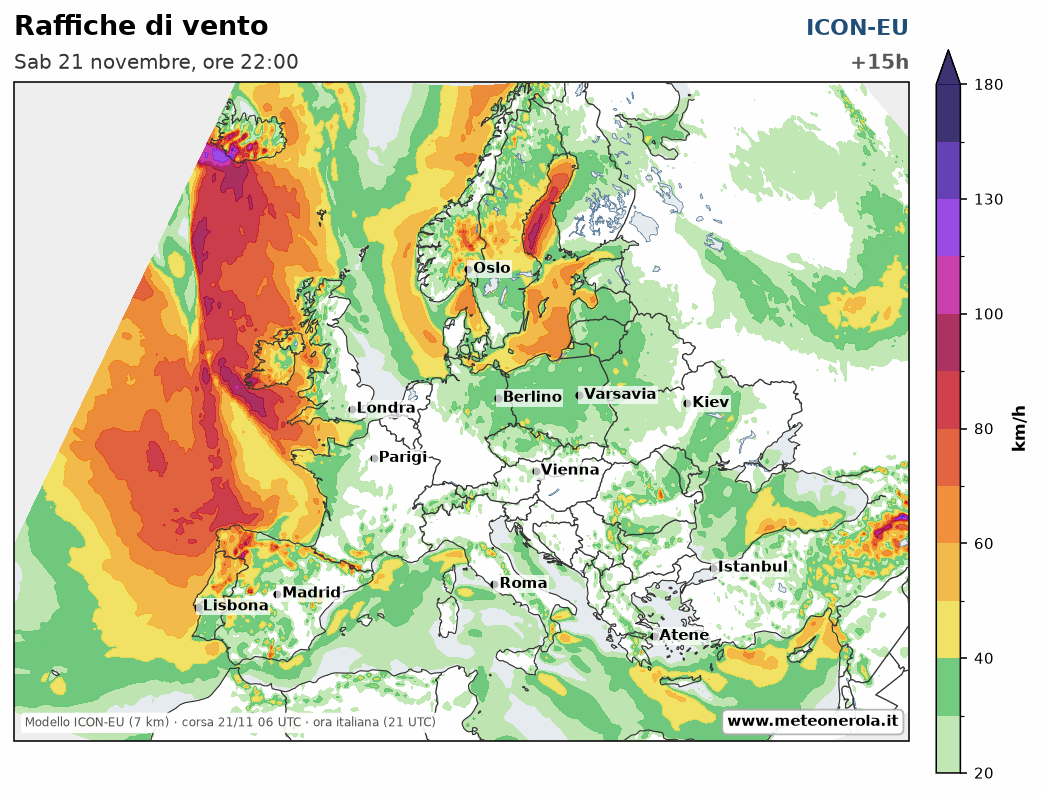 Raffiche di vento
ICON-EU
Sab 21 novembre, ore 22:00
+15h
180
130
100
80
60
40
20
km/h
Oslo
Berlino
Varsavia
Kiev
Londra
Parigi
Vienna
Istanbul
Roma
Madrid
Lisbona
Atene
Modello ICON-EU (7 km) · corsa 21/11 06 UTC · ora italiana (21 UTC)
www.meteonerola.it